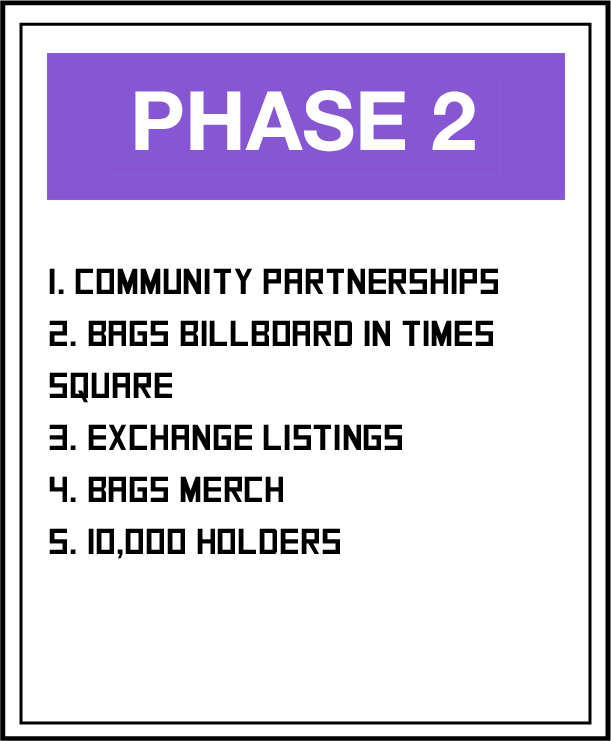 PHASE 2
1. COMMUNITY PARTNERSHIPS
2. BAGS BILLBOARD IN TIMES
SQUARE
3. EXCHANGE LISTINGS
4. BAGS MERCH
5. 10,000 HOLDERS